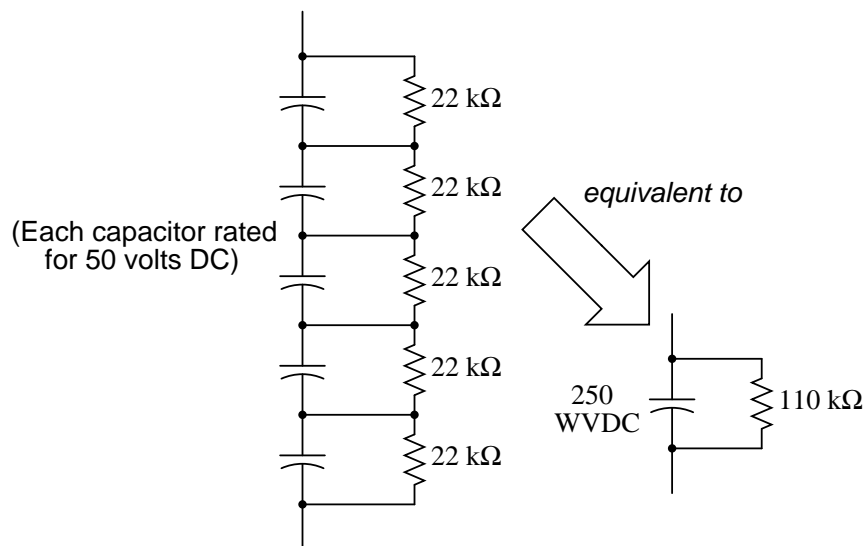 22 kΩ
22 kΩ
(Each capacitor rated
for 50 volts DC)
22 kΩ
22 kΩ
22 kΩ
equivalent to
250
WVDC
110 kΩ